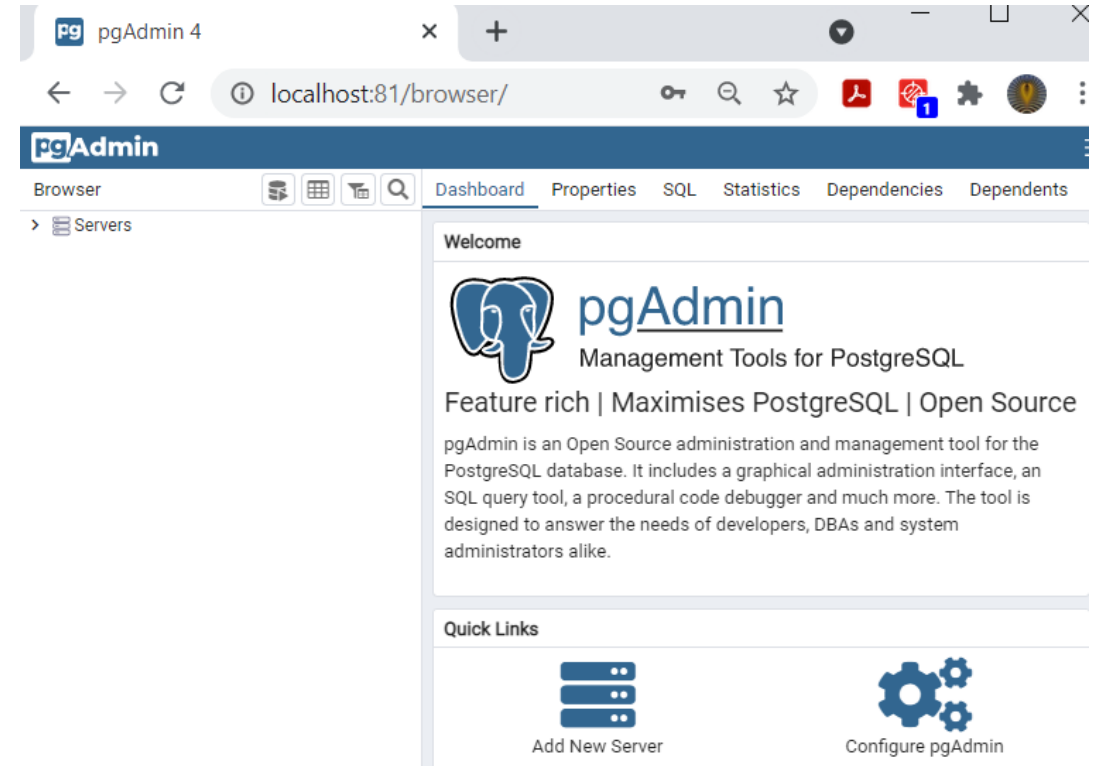 pgAdmin 4
localhost:81/browser/
1
pgAdmin
Browser
Dashboard Properties SQL Statistics Dependencies Dependents
Servers
Welcome
pgAdmin
Management Tools for PostgreSQL
Feature rich | Maximises PostgreSQL | Open Source
pgAdmin is an Open Source administration and management tool for the
PostgreSQL database. It includes a graphical administration interface, an
SQL query tool, a procedural code debugger and much more. The tool is
designed to answer the needs of developers, DBAs and system
administrators alike.
Quick Links
Add New Server Configure pgAdmin